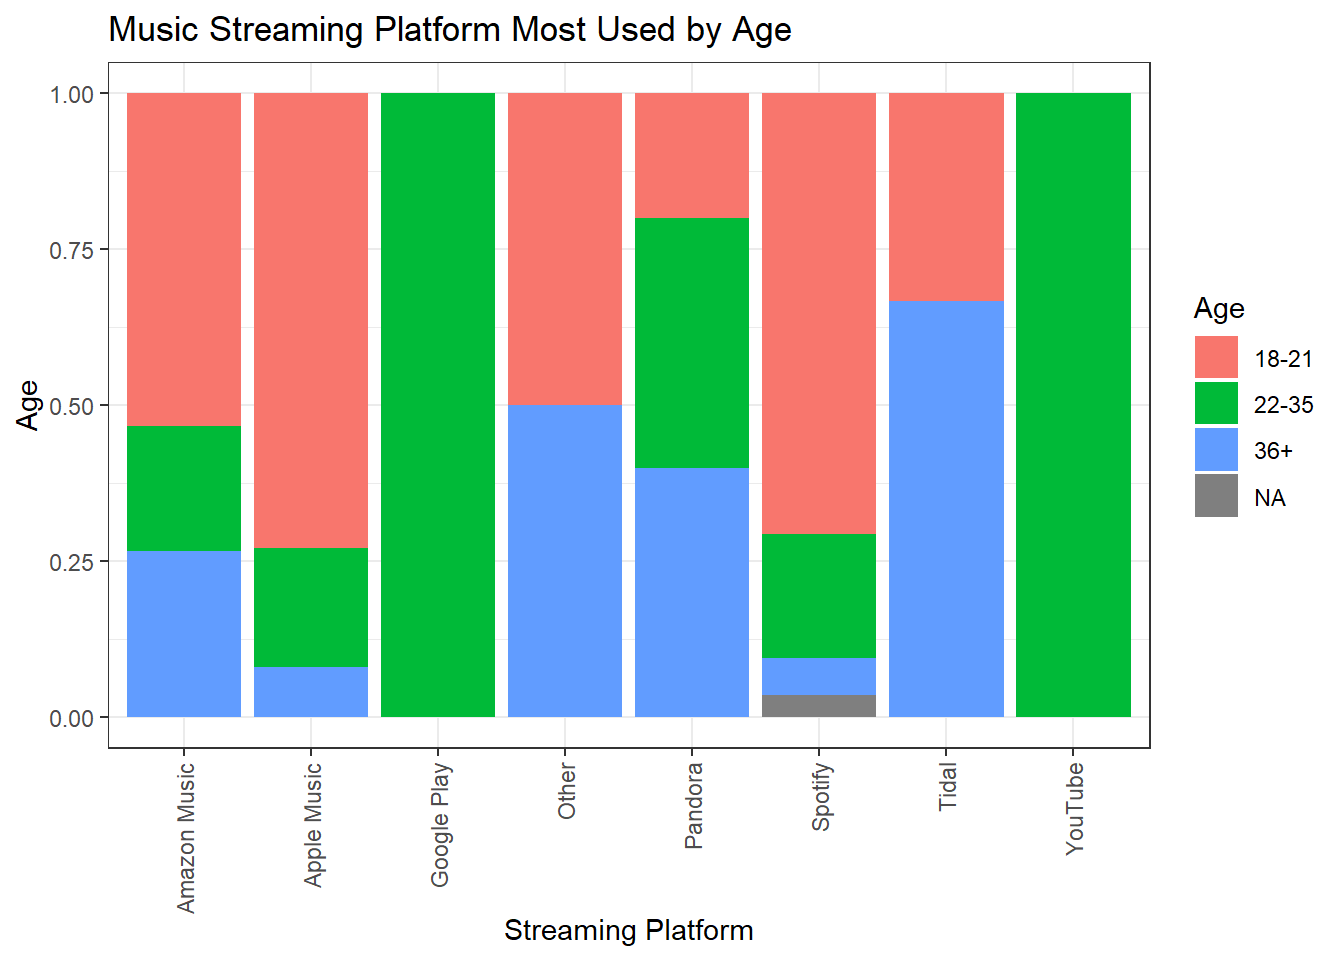 Music Streaming Platform Most Used by Age
1.00
0.75
0.50
0.25
0.00
Age
Amazon Music
Apple Music
Google Play
Other
Pandora
Spotify
Tidal
YouTube
Streaming Platform
Age
18-21
22-35
36+
NA